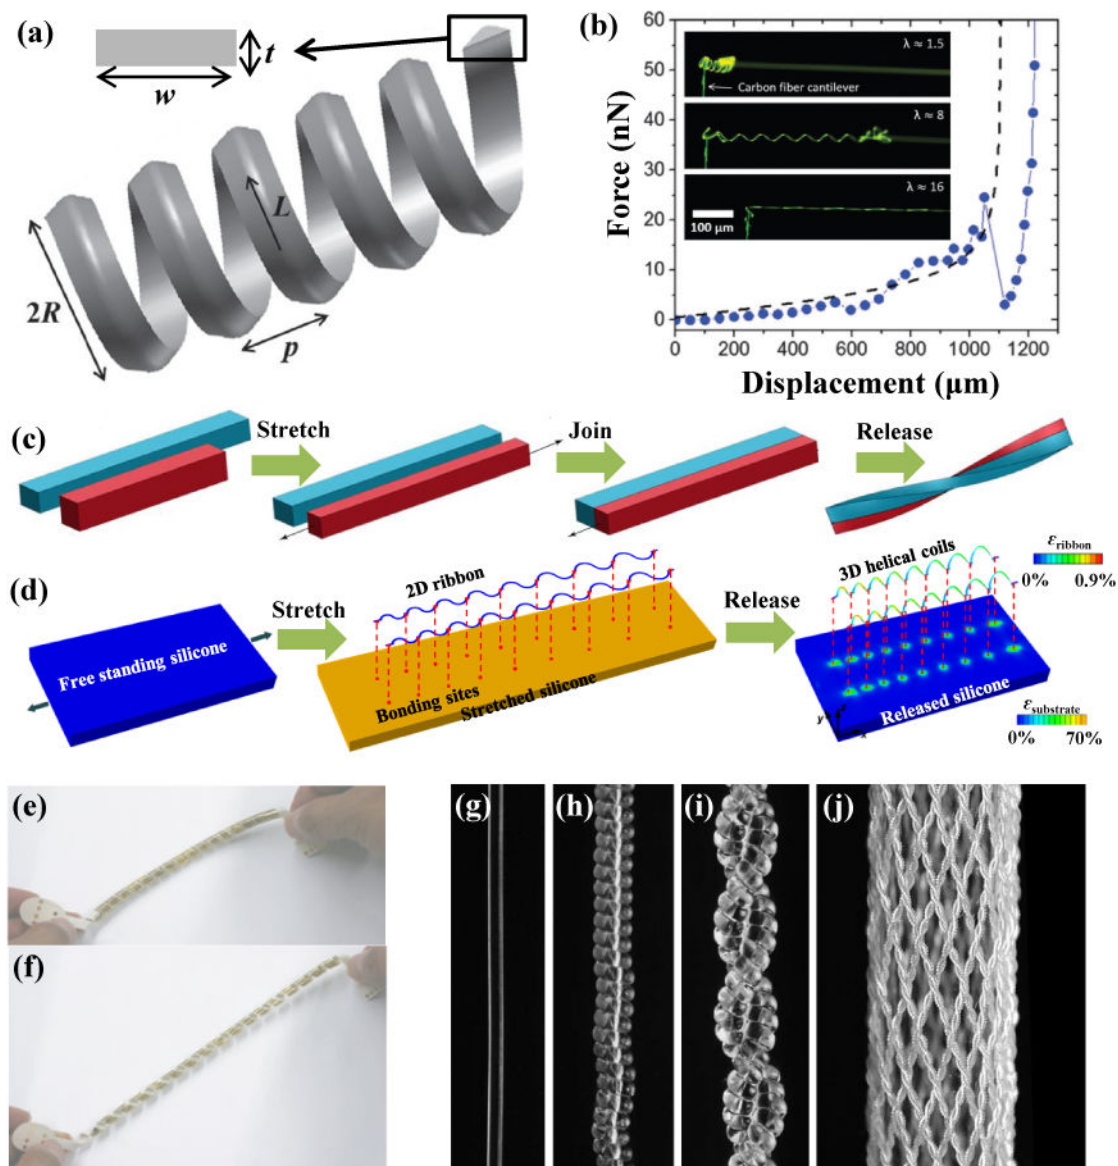 (a)
t
w
L
2R
p
(b)
Force (nN)
60
50
40
30
20
10
0
0 200 400 600 800 1000 1200
Displacement (μm)
λ ≈ 1.5
Carbon fiber cantilever
λ ≈ 8
λ ≈ 16
100 μm
(c)
Stretch
Join
Release
(d)
Free standing silicone
Stretch
2D ribbon
Bonding sites
Stretched silicone
Release
3D helical coils
εribbon
0% 0.9%
Released silicone
y z x
εsubstrate
0% 70%
(e)
(f)
(g)
(h)
(i)
(j)